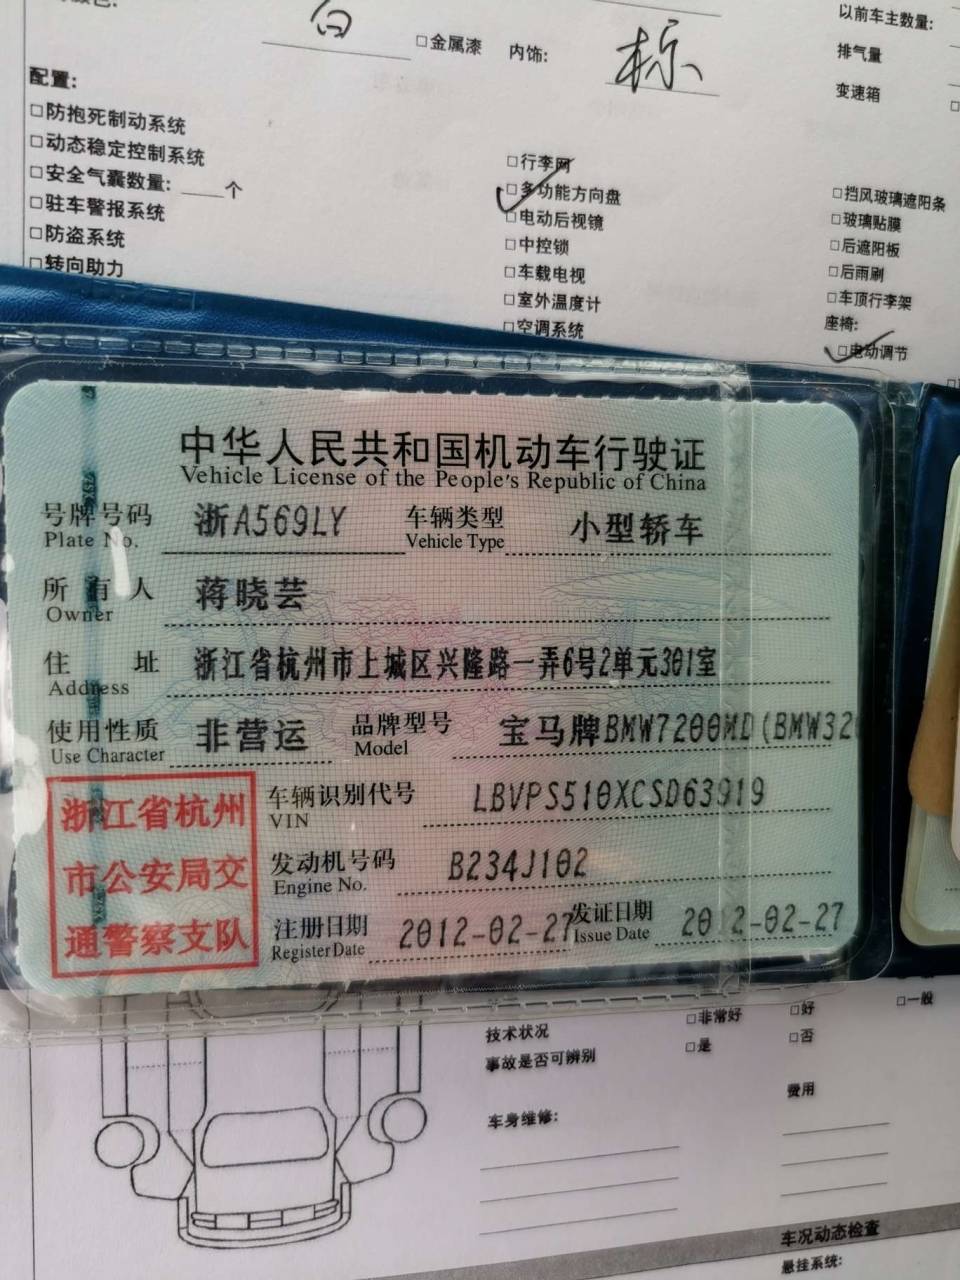 白
□金属漆
内饰:
棕
以前车主数量:
排气量
变速箱
配置:
□防抱死制动系统
□动态稳定控制系统
□安全气囊数量: ____个
□驻车警报系统
□防盗系统
□转向助力
□行李网
□多功能方向盘
□电动后视镜
□中控锁
□车载电视
□室外温度计
□空调系统
□挡风玻璃遮阳条
□玻璃贴膜
□后遮阳板
□后雨刷
□车顶行李架
座椅:
□电动调节
中华人民共和国机动车行驶证
Vehicle License of the People's Republic of China
号牌号码 浙A569LY 车辆类型 小型轿车
Plate No. Vehicle Type
所有人 蒋晓芸
Owner
住址 浙江省杭州市上城区兴隆路一弄6号2单元301室
Address
使用性质 非营运 品牌型号 宝马牌BMW7200MD(BMW320
Use Character Model
浙江省杭州
市公安局交
通警察支队
车辆识别代号 LBVPS510XCSD63919
VIN
发动机号码 B234J102
Engine No.
注册日期 2012-02-27 发证日期 2012-02-27
Register Date Issue Date
技术状况
□非常好
□好
□一般
事故是否可辨别
□是
□否
费用
车身维修:
车况动态检查
悬挂系统: